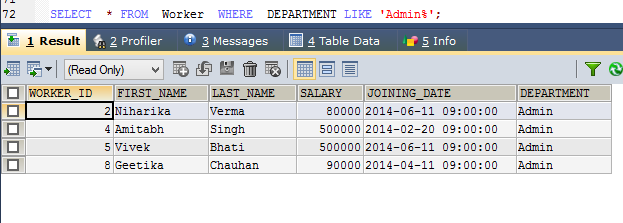 72 SELECT * FROM Worker WHERE DEPARTMENT LIKE 'Admin%';
1 Result 2 Profiler 3 Messages 4 Table Data 5 Info
(Read Only)
WORKER_ID FIRST_NAME LAST_NAME SALARY JOINING_DATE DEPARTMENT
2 Niharika Verma 80000 2014-06-11 09:00:00 Admin
4 Amitabh Singh 500000 2014-02-20 09:00:00 Admin
5 Vivek Bhati 500000 2014-06-11 09:00:00 Admin
8 Geetika Chauhan 90000 2014-04-11 09:00:00 Admin